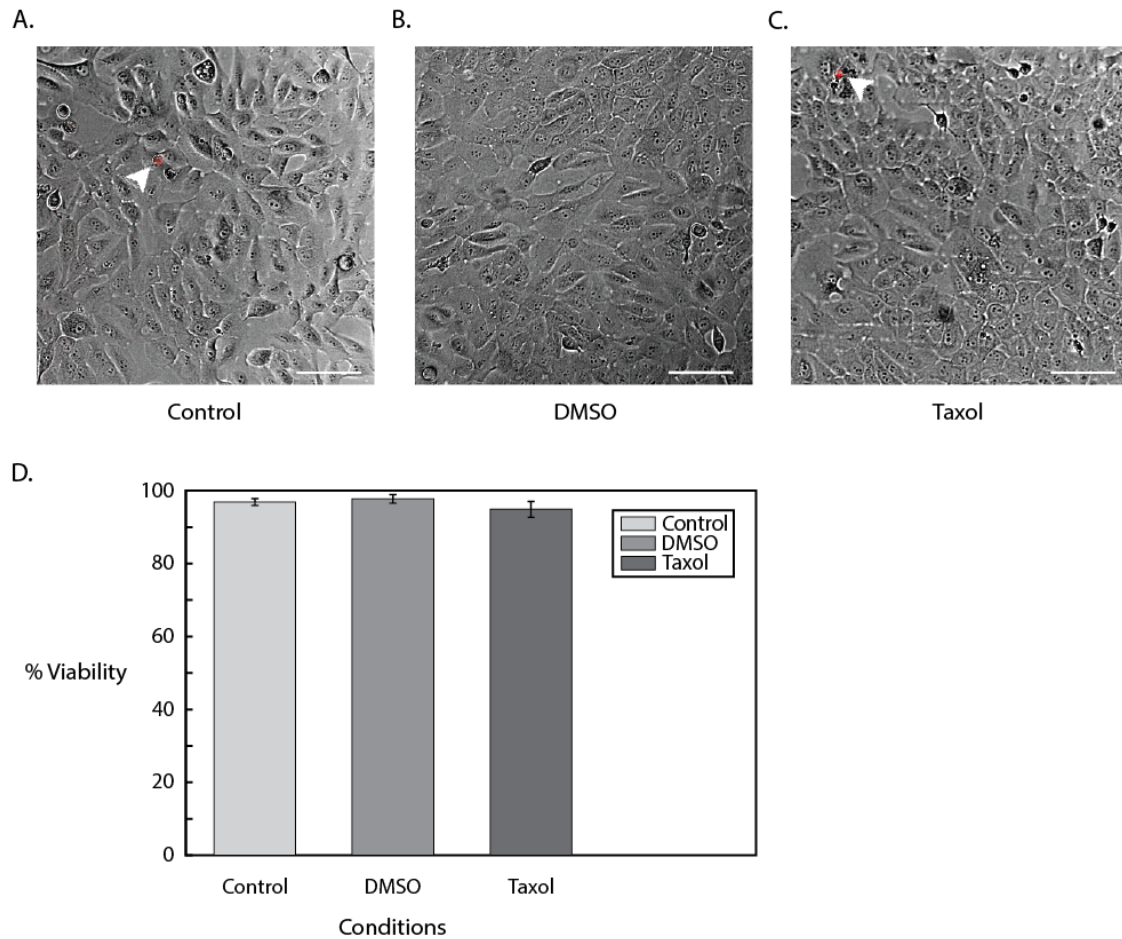 A.
B.
C.
Control
DMSO
Taxol
D.
100
80
60
40
20
0
% Viability
Control
DMSO
Taxol
Control
DMSO
Taxol
Conditions